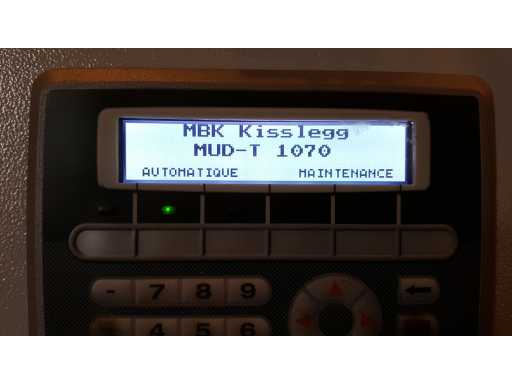 MBK Kisslegg
MUD-T 1070
AUTOMATIQUE MAINTENANCE
- 7 8 9
4 5 6